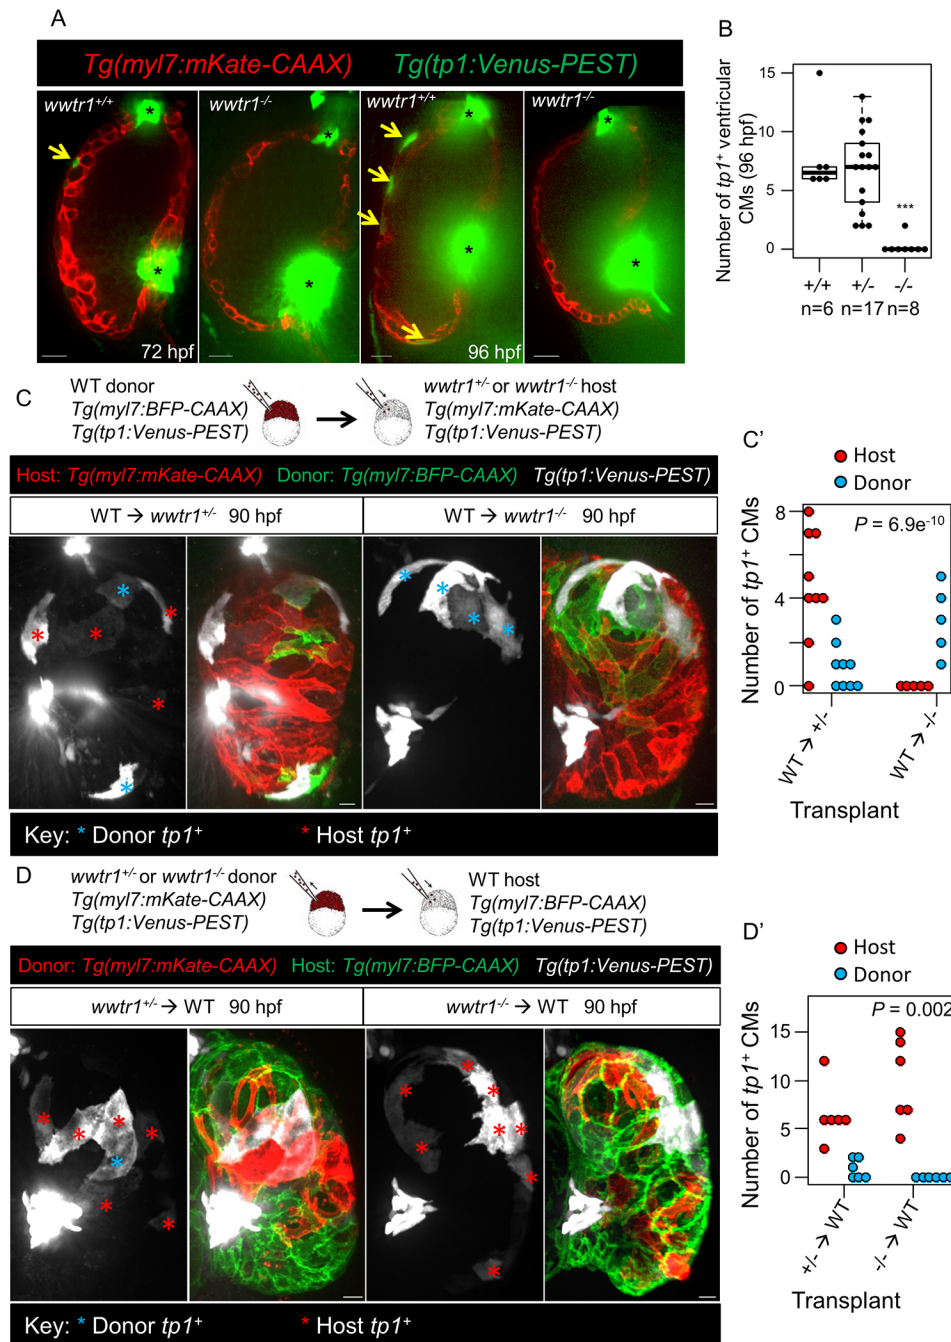 A
Tg(myl7:mKate-CAAX) Tg(tp1:Venus-PEST)
wwtr1+/+ wwtr1-/- wwtr1+/+ wwtr1-/-
* * * *
* * * *
72 hpf 96 hpf
B
Number of tp1+ ventricular
CMs (96 hpf)
15
10
5
0
***
+/+ +/- -/-
n=6 n=17 n=8
C
WT donor
Tg(myl7:BFP-CAAX)
Tg(tp1:Venus-PEST)
wwtr1+/- or wwtr1-/- host
Tg(myl7:mKate-CAAX)
Tg(tp1:Venus-PEST)
Host: Tg(myl7:mKate-CAAX) Donor: Tg(myl7:BFP-CAAX) Tg(tp1:Venus-PEST)
WT → wwtr1+/- 90 hpf WT → wwtr1-/- 90 hpf
Key: * Donor tp1+ * Host tp1+
C’
Host
Donor
P = 6.9e-10
Number of tp1+ CMs
8
4
0
WT → +/- WT → -/-
Transplant
D
wwtr1+/- or wwtr1-/- donor
Tg(myl7:mKate-CAAX)
Tg(tp1:Venus-PEST)
WT host
Tg(myl7:BFP-CAAX)
Tg(tp1:Venus-PEST)
Donor: Tg(myl7:mKate-CAAX) Host: Tg(myl7:BFP-CAAX) Tg(tp1:Venus-PEST)
wwtr1+/- → WT 90 hpf wwtr1-/- → WT 90 hpf
Key: * Donor tp1+ * Host tp1+
D’
Host
Donor
P = 0.002
Number of tp1+ CMs
15
10
5
0
+/- → WT -/- → WT
Transplant